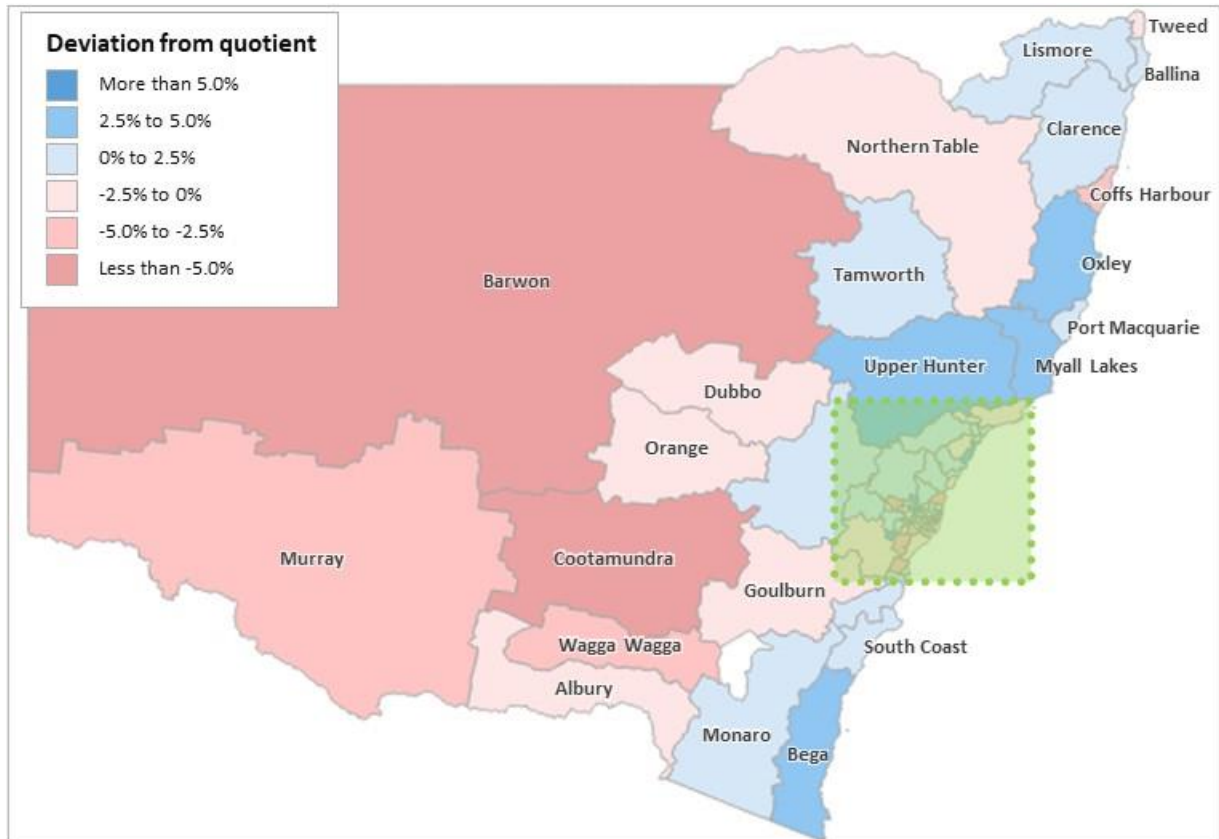 Deviation from quotient
More than 5.0%
2.5% to 5.0%
0% to 2.5%
-2.5% to 0%
-5.0% to -2.5%
Less than -5.0%
Tweed
Lismore
Ballina
Clarence
Northern Table
Coffs Harbour
Oxley
Tamworth
Barwon
Port Macquarie
Upper Hunter
Myall Lakes
Dubbo
Orange
Murray
Cootamundra
Goulburn
Wagga Wagga
South Coast
Albury
Monaro
Bega